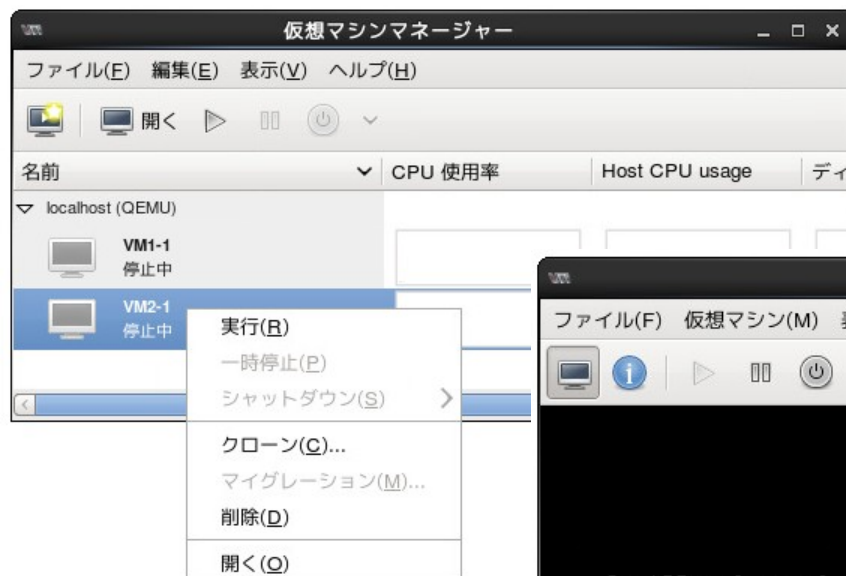 仮想マシンマネージャー
ファイル(F) 編集(E) 表示(V) ヘルプ(H)
開く
名前 CPU 使用率 Host CPU usage ディ
localhost (QEMU)
VM1-1
停止中
VM2-1
停止中
実行(R)
一時停止(P)
シャットダウン(S)
クローン(C)...
マイグレーション(M)...
削除(D)
開く(O)
ファイル(F) 仮想マシン(M)